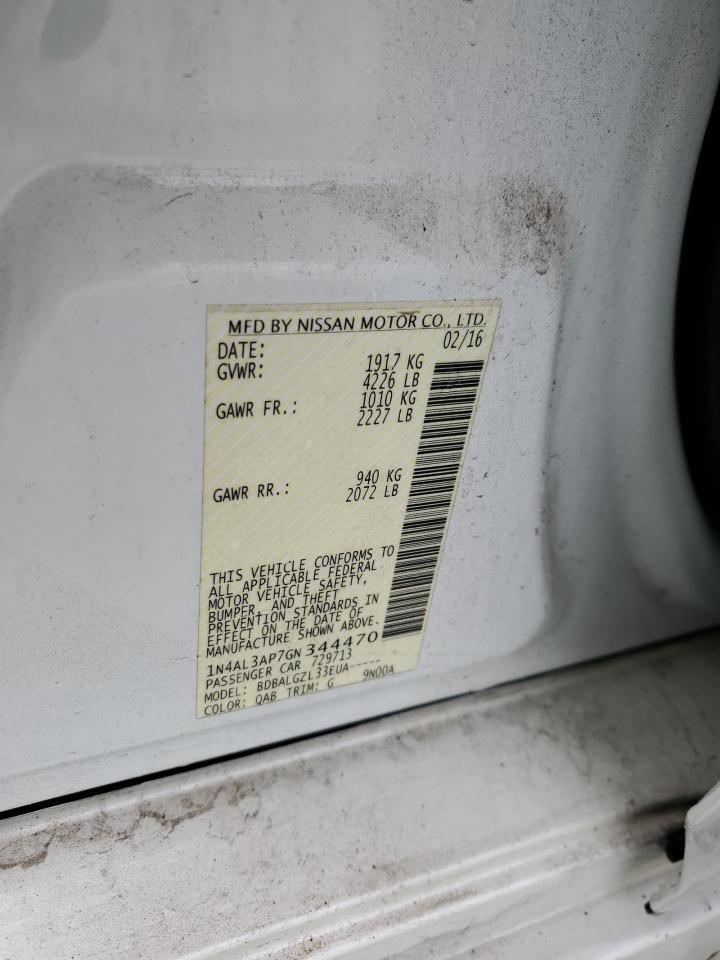 MFD BY NISSAN MOTOR CO., LTD.
DATE: 02/16
GVWR: 1917 KG
4226 LB
GAWR FR.: 1010 KG
2227 LB
GAWR RR.: 940 KG
2072 LB
THIS VEHICLE CONFORMS TO
ALL APPLICABLE FEDERAL
MOTOR VEHICLE SAFETY,
BUMPER, AND THEFT
PREVENTION STANDARDS IN
EFFECT ON THE DATE OF
MANUFACTURE SHOWN ABOVE.
1N4AL3AP7GN344470
PASSENGER CAR 729713
MODEL: BDBALGZL33EUA-----
COLOR: QAB TRIM: G 9N00A